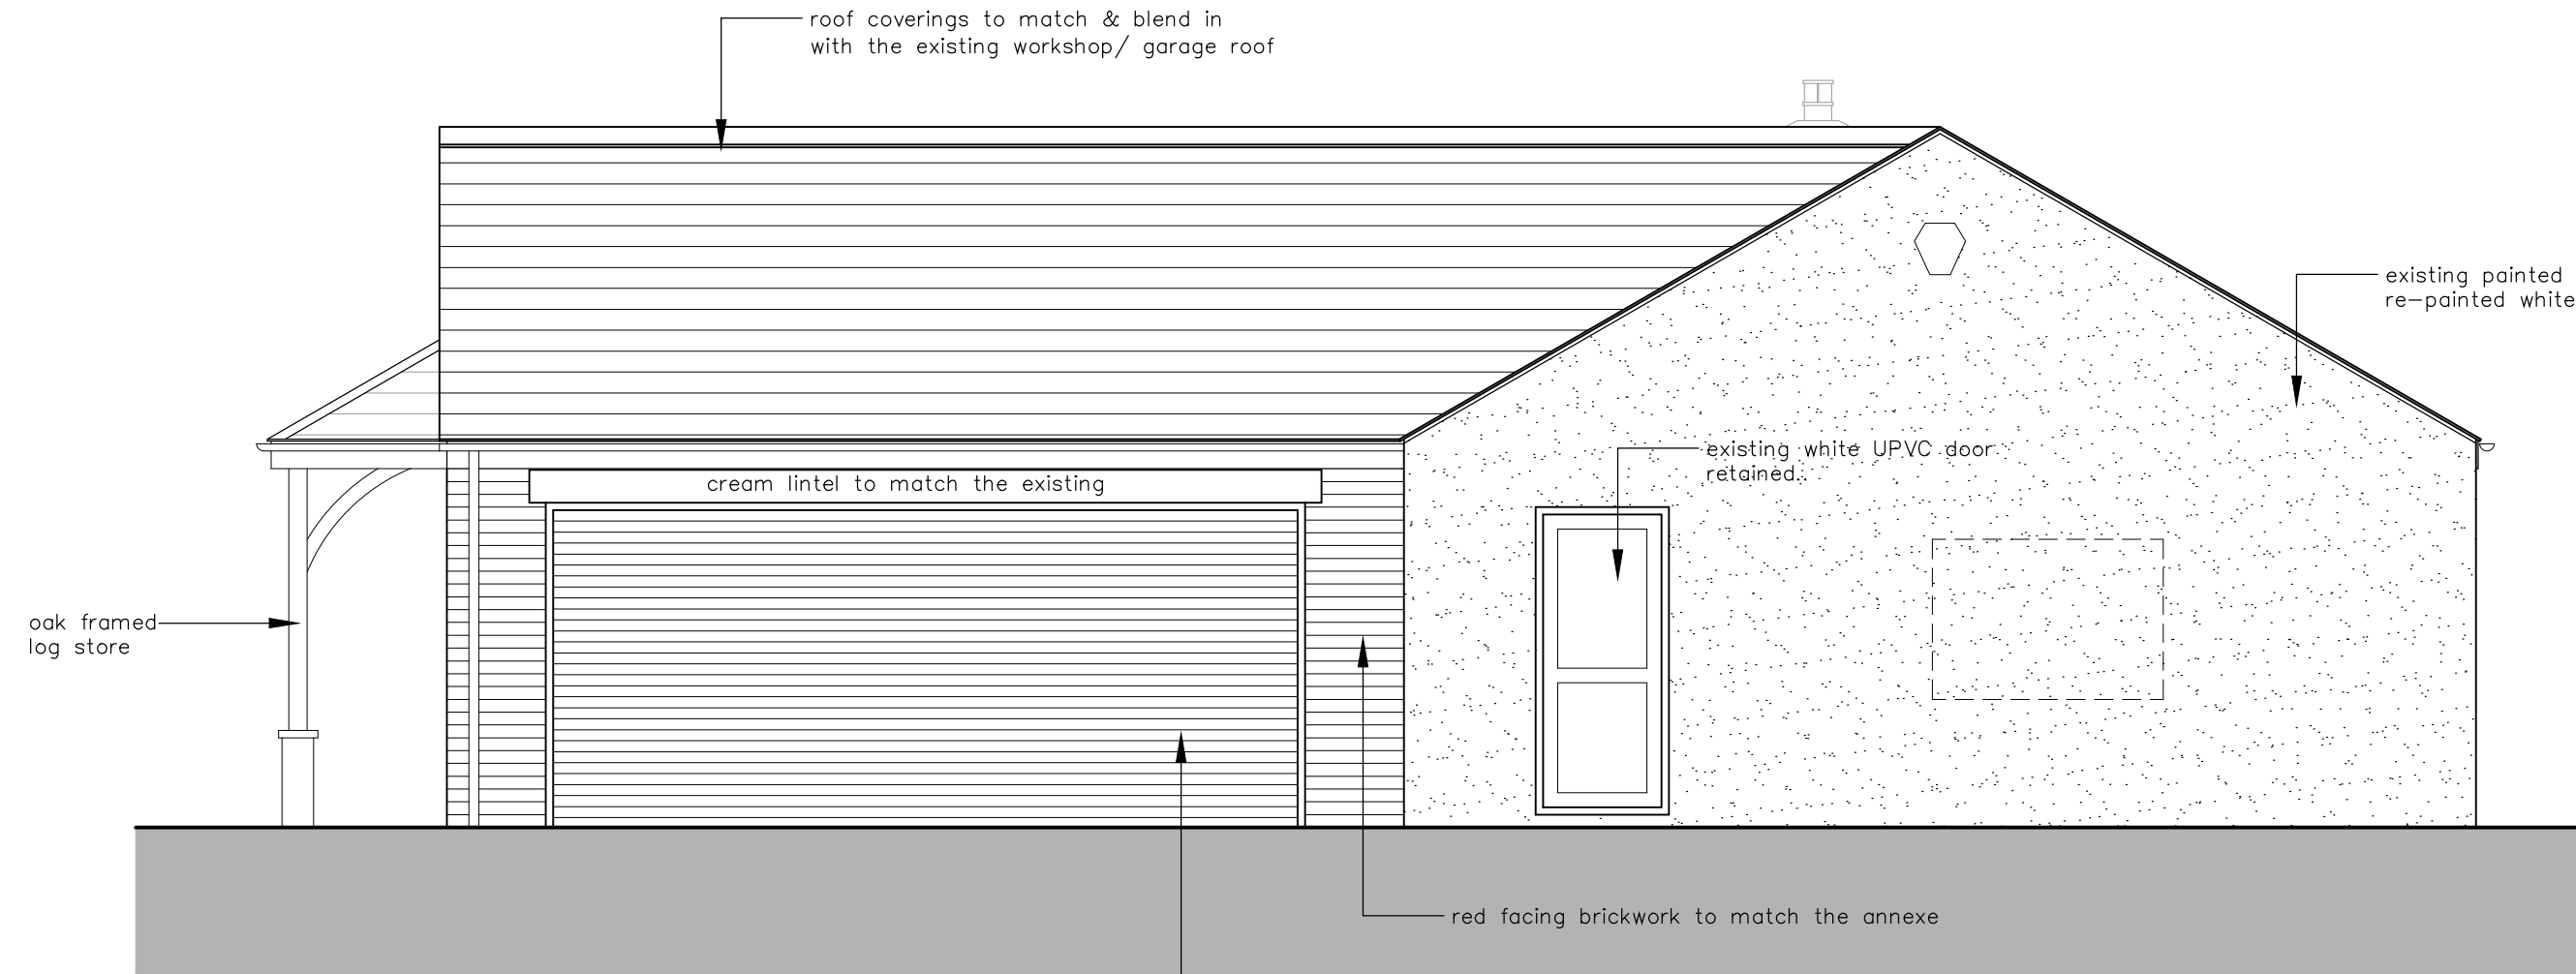 roof coverings to match & blend in
with the existing workshop/ garage roof
existing painted
re-painted white
existing white UPVC door
retained.
cream lintel to match the existing
oak framed
log store
red facing brickwork to match the annexe